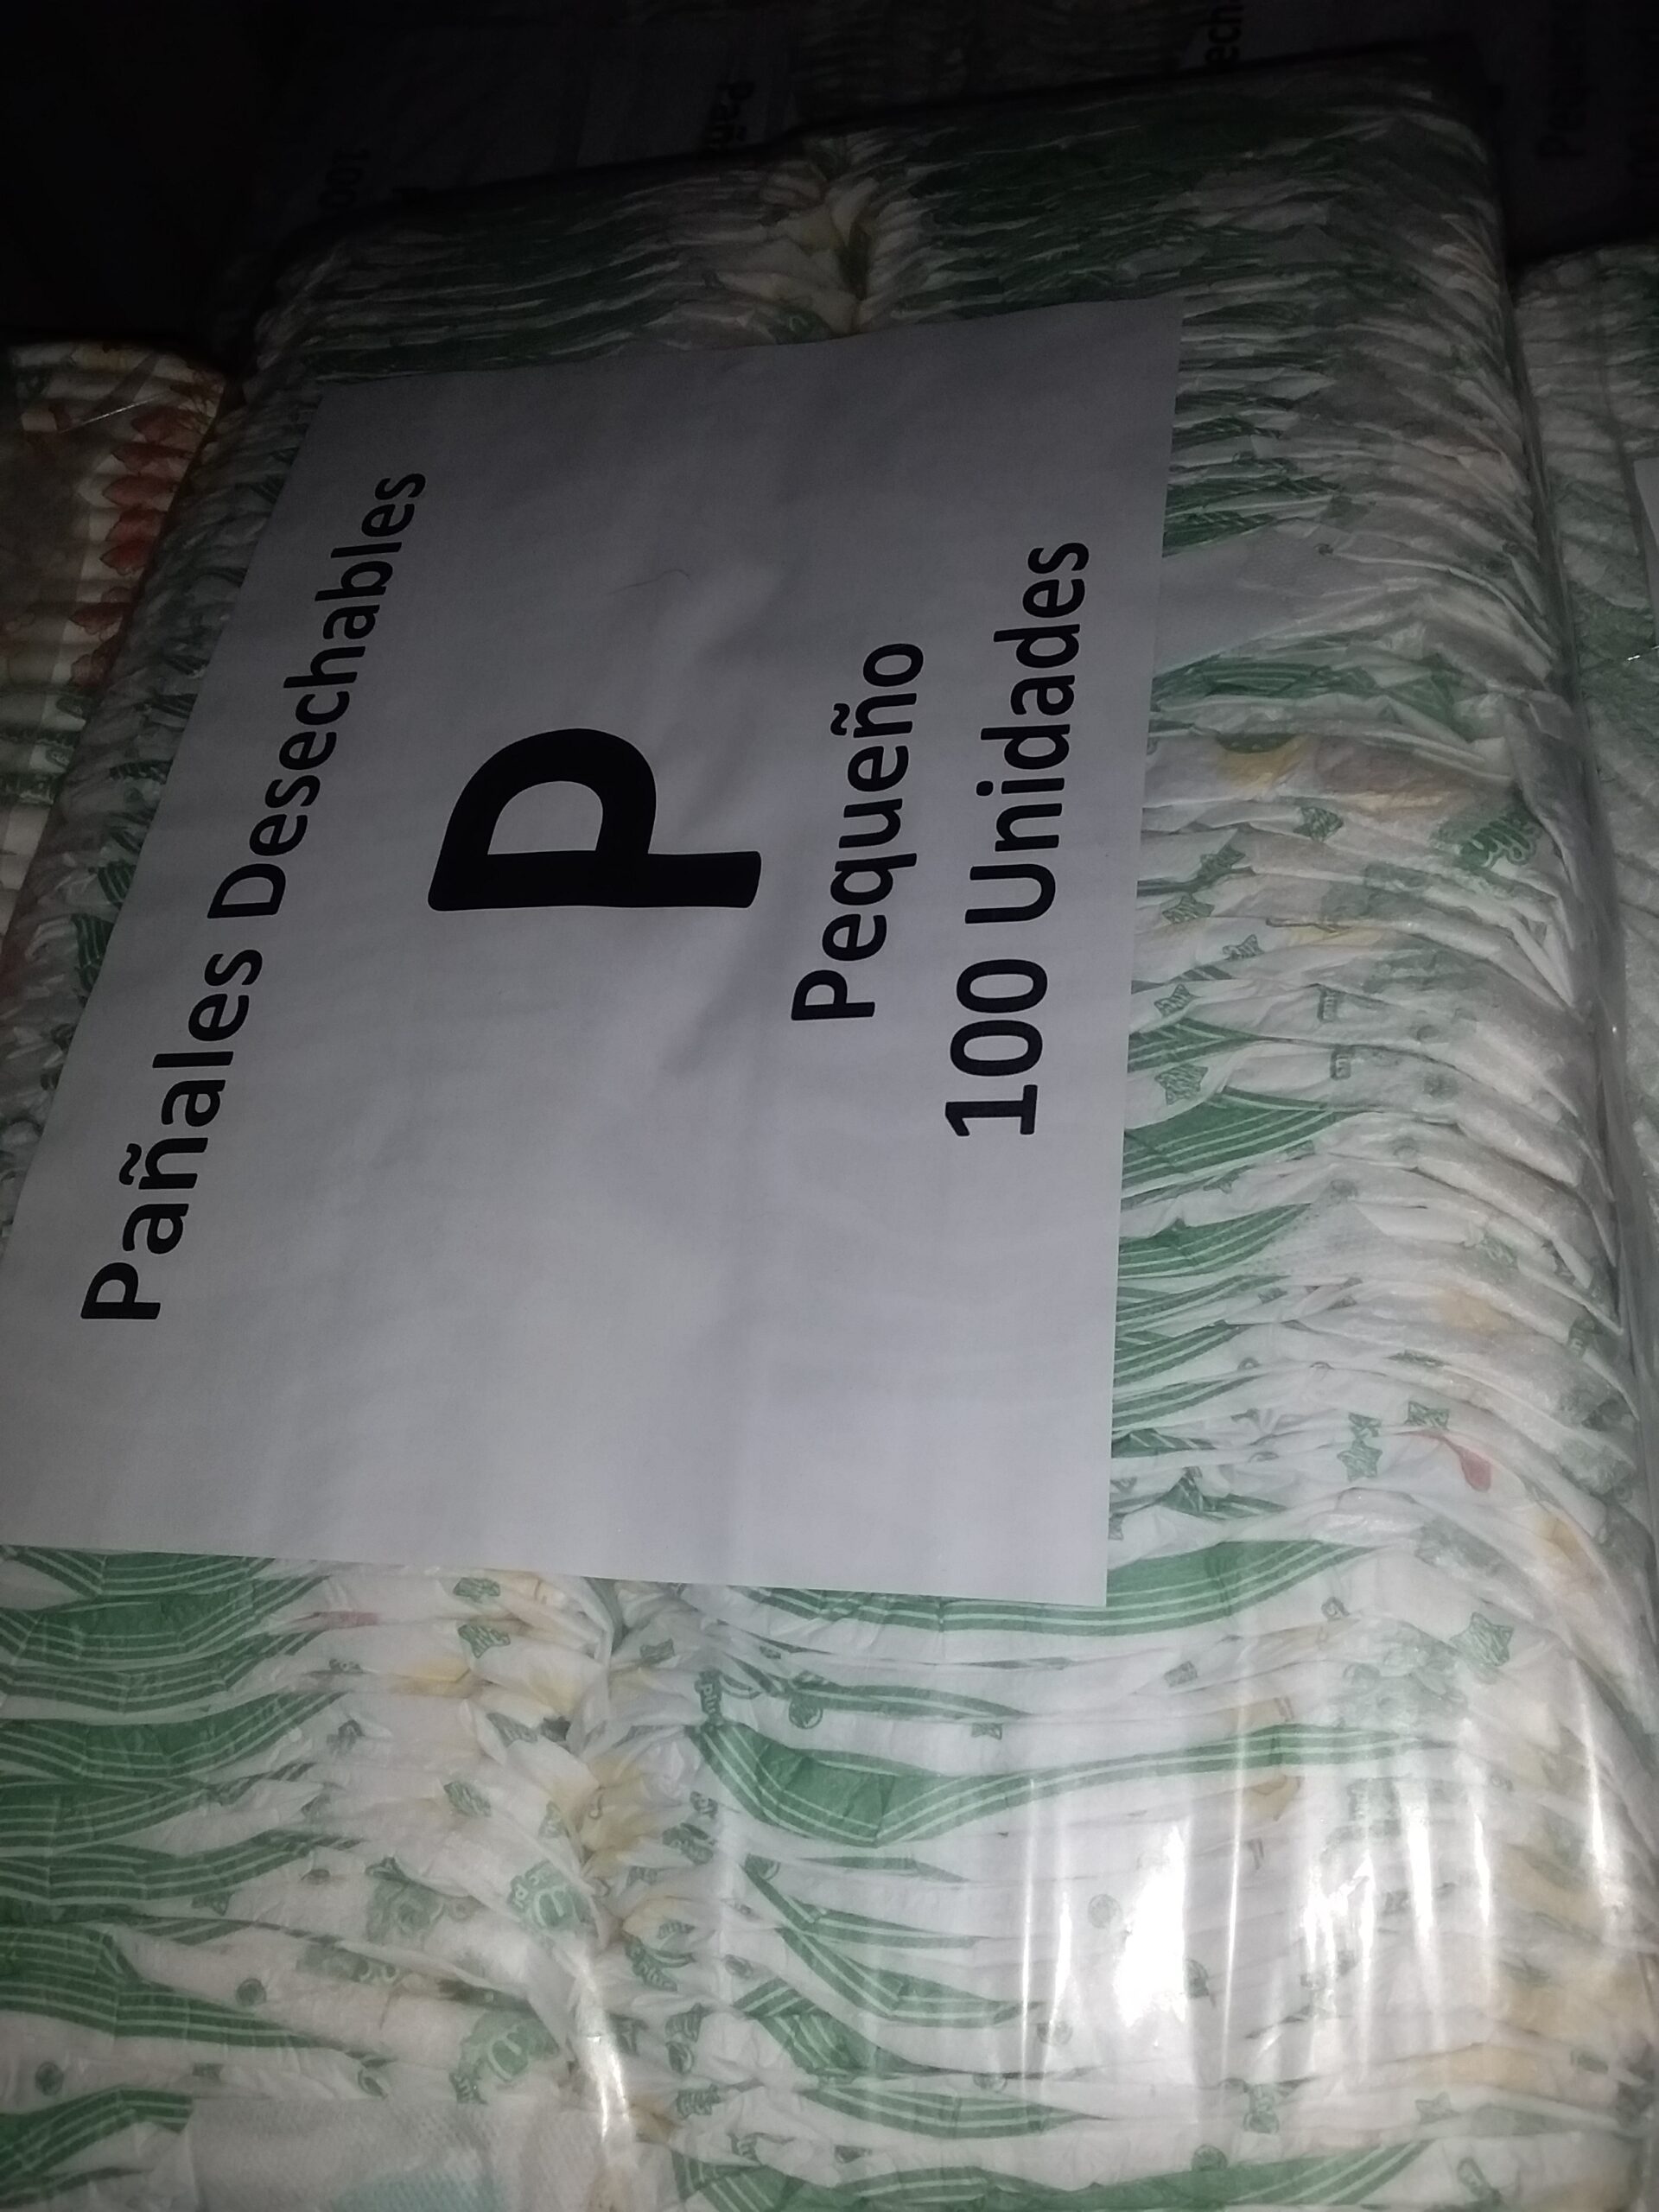 Pañales Desechables
P
Pequeño
100 Unidades